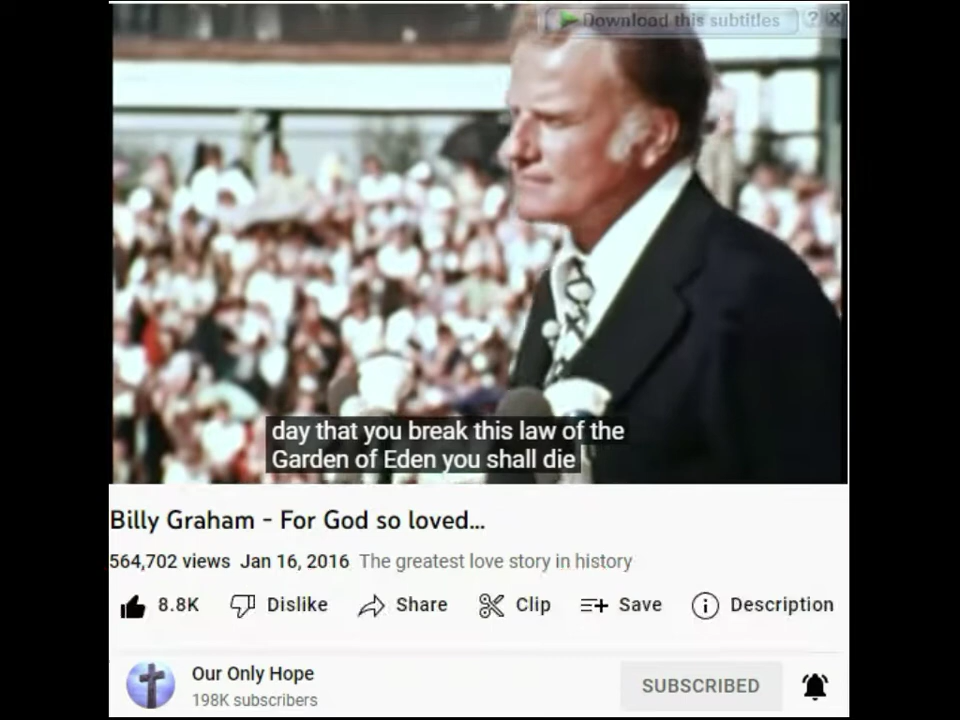 Download this subtitles ? X
day that you break this law of the
Garden of Eden you shall die
Billy Graham - For God so loved...
564,702 views Jan 16, 2016 The greatest love story in history
8.8K Dislike Share Clip Save Description
Our Only Hope
198K subscribers
SUBSCRIBED